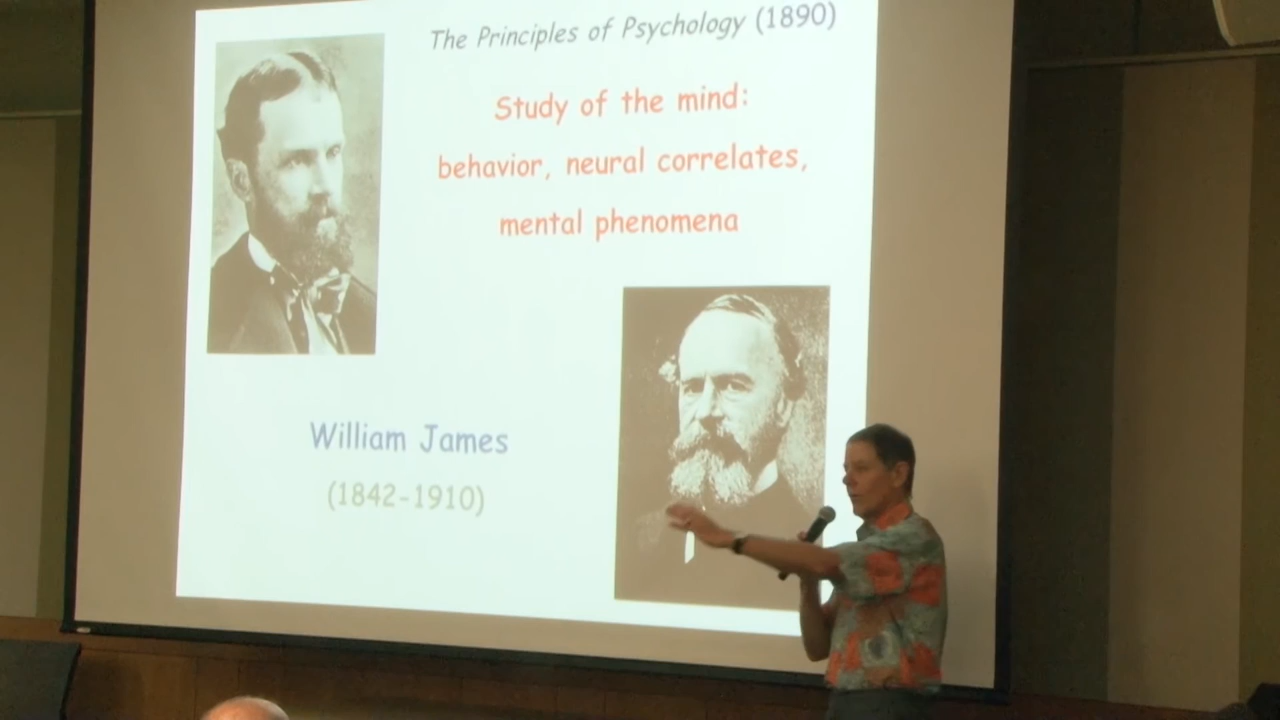 The Principles of Psychology (1890)
Study of the mind:
behavior, neural correlates,
mental phenomena
William James
(1842-1910)